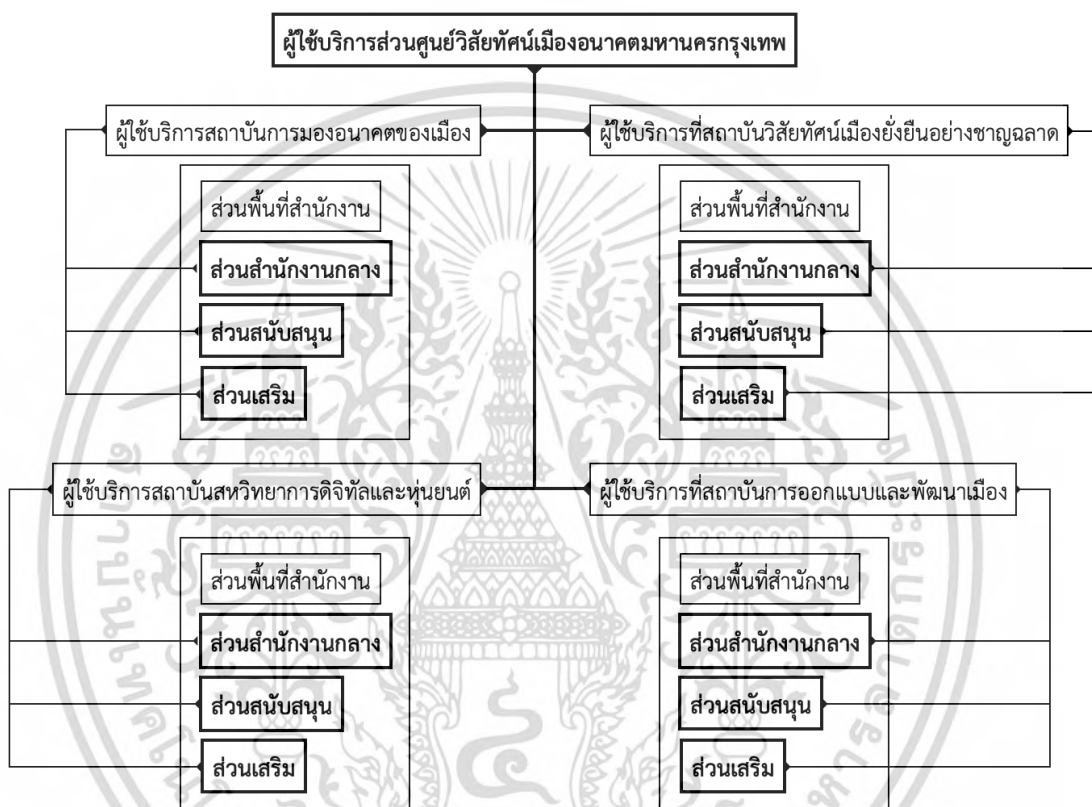 ผู้ใช้บริการส่วนศูนย์วิสัยทัศน์เมืองอนาคตมหานครกรุงเทพ
ผู้ใช้บริการสถาบันการมองอนาคตของเมือง
ส่วนพื้นที่สำนักงาน
ส่วนสำนักงานกลาง
ส่วนสนับสนุน
ส่วนเสริม
ผู้ใช้บริการที่สถาบันวิสัยทัศน์เมืองยั่งยืนอย่างชาญฉลาด
ส่วนพื้นที่สำนักงาน
ส่วนสำนักงานกลาง
ส่วนสนับสนุน
ส่วนเสริม
ผู้ใช้บริการสถาบันสหวิทยาการดิจิทัลและหุ่นยนต์
ส่วนพื้นที่สำนักงาน
ส่วนสำนักงานกลาง
ส่วนสนับสนุน
ส่วนเสริม
ผู้ใช้บริการที่สถาบันการออกแบบและพัฒนาเมือง
ส่วนพื้นที่สำนักงาน
ส่วนสำนักงานกลาง
ส่วนสนับสนุน
ส่วนเสริม